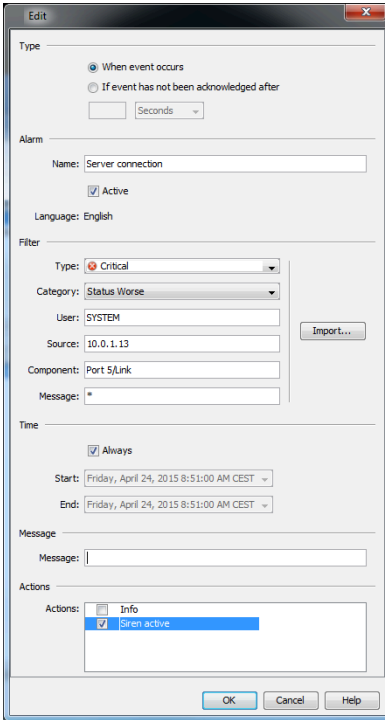 Edit
Type
When event occurs
If event has not been acknowledged after
Seconds
Alarm
Name: Server connection
Active
Language: English
Filter
Type: Critical
Category: Status Worse
User: SYSTEM
Import...
Source: 10.0.1.13
Component: Port 5/Link
Message: *
Time
Always
Start: Friday, April 24, 2015 8:51:00 AM CEST
End: Friday, April 24, 2015 8:51:00 AM CEST
Message
Message:
Actions
Actions: Info
Siren active
OK Cancel Help